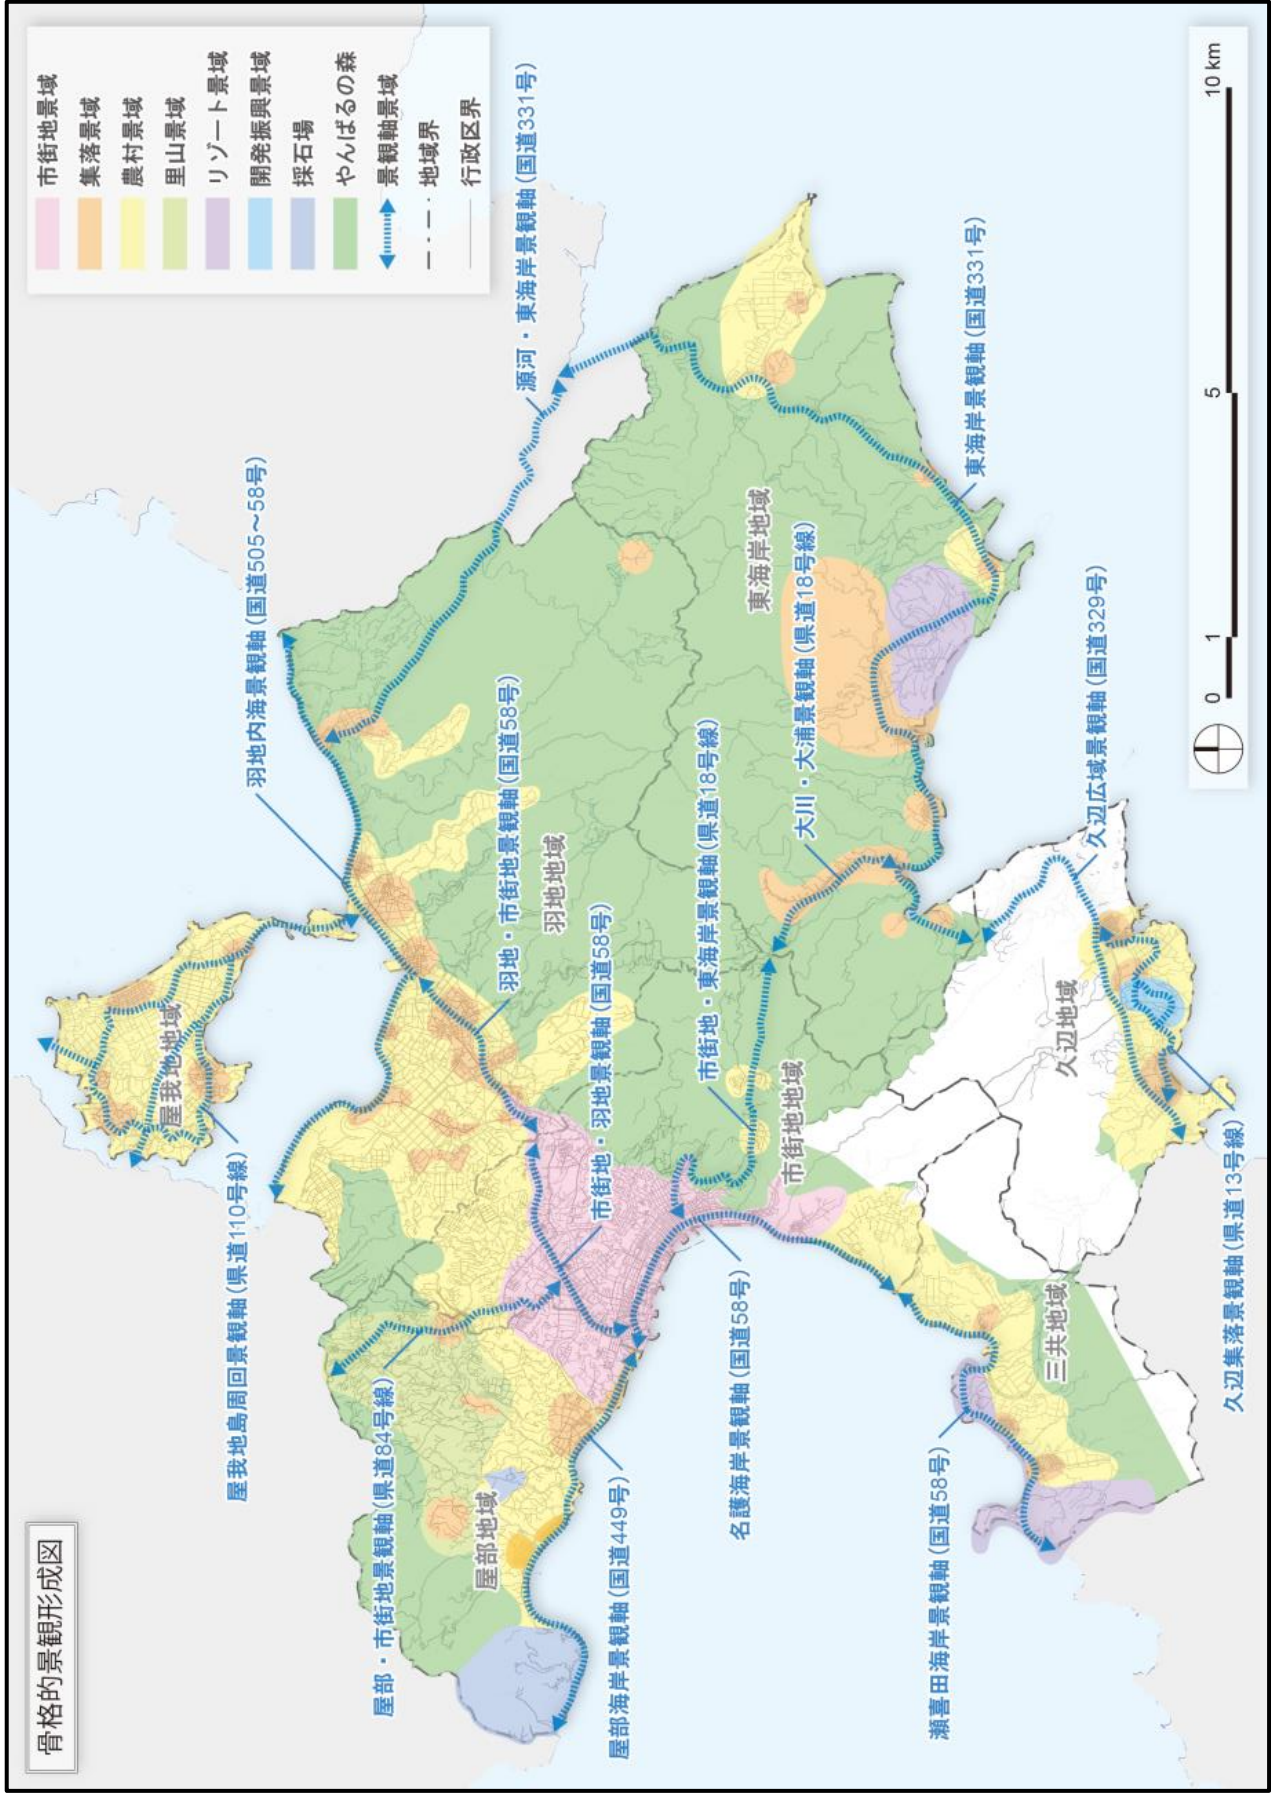 骨格的景観形成図
市街地景域
集落景域
農村景域
里山景域
リゾート景域
開発振興景域
採石場
やんばるの森
景観軸景域
地域界
行政区界
屋我地島周回景観軸(県道110号線)
屋我地地域
羽地内海景観軸(国道505～58号)
源河・東海岸景観軸(国道331号)
屋部・市街地景観軸(県道84号線)
屋部地域
羽地・市街地景観軸(国道58号)
羽地地域
市街地・羽地景観軸(国道58号)
屋部海岸景観軸(国道449号)
市街地・東海岸景観軸(県道18号線)
東海岸地域
名護海岸景観軸(国道58号)
市街地地域
大川・大浦景観軸(県道18号線)
東海岸景観軸(国道331号)
瀬喜田海岸景観軸(国道58号)
三共地域
久辺地域
久辺広域景観軸(国道329号)
久辺集落景観軸(県道13号線)
0 1 5 10 km